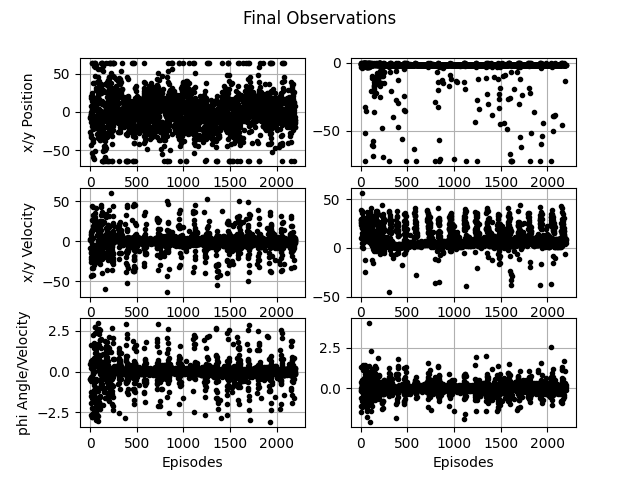 Final Observations
x/y Position
50
0
−50
0 500 1000 1500 2000
0
−50
0 500 1000 1500 2000
x/y Velocity
50
0
−50
0 500 1000 1500 2000
50
0
−50
0 500 1000 1500 2000
phi Angle/Velocity
2.5
0.0
−2.5
0 500 1000 1500 2000
Episodes
2.5
0.0
0 500 1000 1500 2000
Episodes